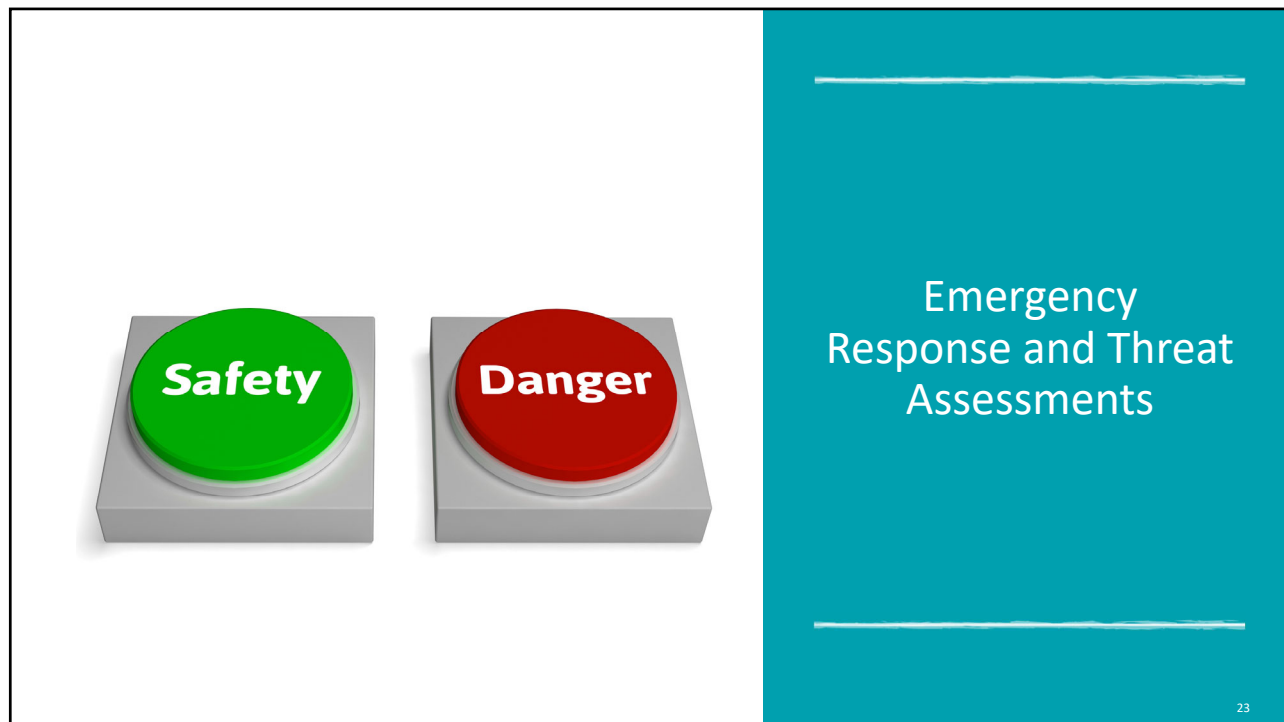 Safety
Danger
Emergency
Response and Threat
Assessments
23